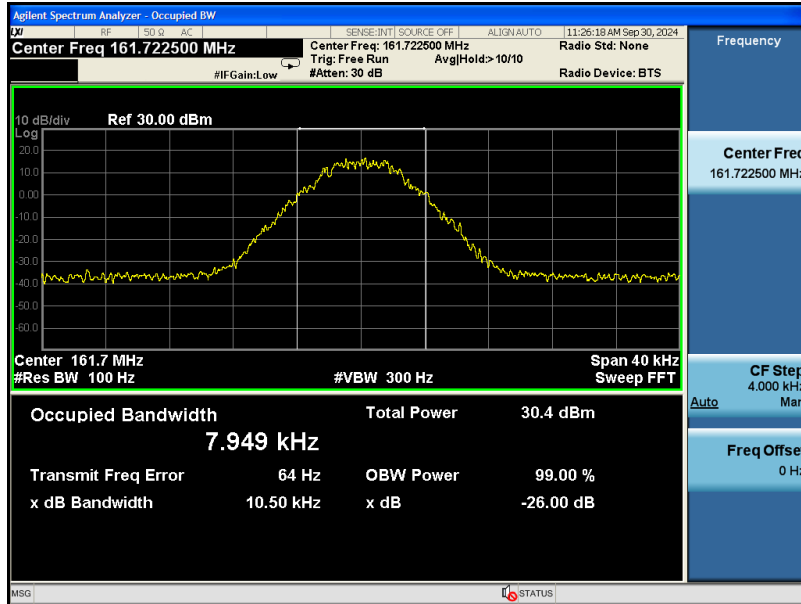 Agilent Spectrum Analyzer - Occupied BW
LXI RF 50 Ω AC SENSE:INT SOURCE OFF ALIGN AUTO 11:26:18 AM Sep 30, 2024
Center Freq 161.722500 MHz
Center Freq: 161.722500 MHz Radio Std: None
Trig: Free Run Avg|Hold:>10/10
#IFGain:Low #Atten: 30 dB Radio Device: BTS
10 dB/div Ref 30.00 dBm
Log
20.0
10.0
0.00
-10.0
-20.0
-30.0
-40.0
-50.0
-60.0
Center 161.7 MHz Span 40 kHz
#Res BW 100 Hz #VBW 300 Hz Sweep FFT
Occupied Bandwidth Total Power 30.4 dBm
7.949 kHz
Transmit Freq Error 64 Hz OBW Power 99.00 %
x dB Bandwidth 10.50 kHz x dB -26.00 dB
MSG STATUS
Frequency
Center Freq
161.722500 MHz
CF Step
4.000 kHz
Auto Man
Freq Offset
0 Hz